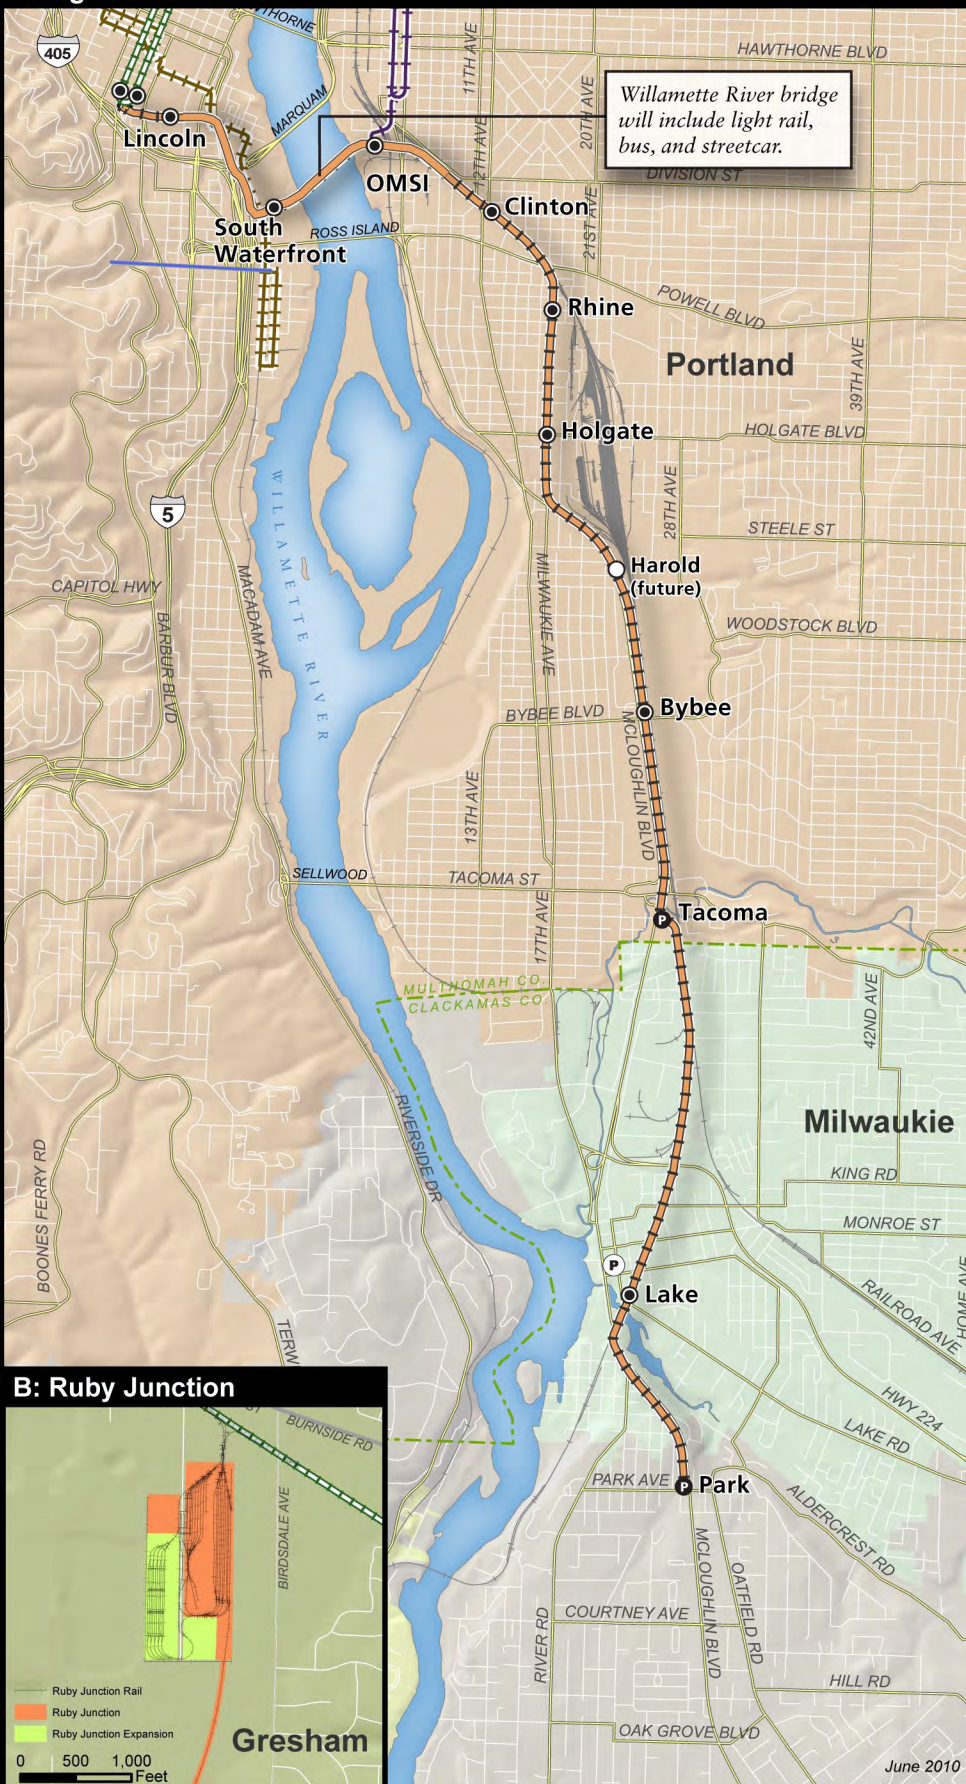 405
HAWTHORNE BLVD
11TH AVE
20TH AVE
MARQUAM
Willamette River bridge
will include light rail,
bus, and streetcar.
Lincoln
12TH AVE
OMSI
DIVISION ST
Clinton
South
Waterfront
ROSS ISLAND
21ST AVE
Rhine
POWELL BLVD
Portland
39TH AVE
Holgate
HOLGATE BLVD
28TH AVE
WILLAMETTE RIVER
5
STEELE ST
Harold
(future)
CAPITOL HWY
MACADAM AVE
MILWAUKIE AVE
BARBUR BLVD
WOODSTOCK BLVD
BYBEE BLVD
Bybee
MCLOUGHLIN BLVD
13TH AVE
SELLWOOD
TACOMA ST
17TH AVE
P
Tacoma
MULTNOMAH CO.
CLACKAMAS CO.
42ND AVE
RIVERSIDE DR
Milwaukie
BOONES FERRY RD
KING RD
MONROE ST
P
Lake
RAILROAD AVE
HOME AVE
TERW
HWY 224
LAKE RD
PARK AVE
P
Park
ALDERCREST RD
MCLOUGHLIN BLVD
OATFIELD RD
RIVER RD
COURTNEY AVE
HILL RD
OAK GROVE BLVD
June 2010
B: Ruby Junction
ST
BURNSIDE RD
BIRDSDALE AVE
Ruby Junction Rail
Ruby Junction
Ruby Junction Expansion
Gresham
0 500 1,000
Feet